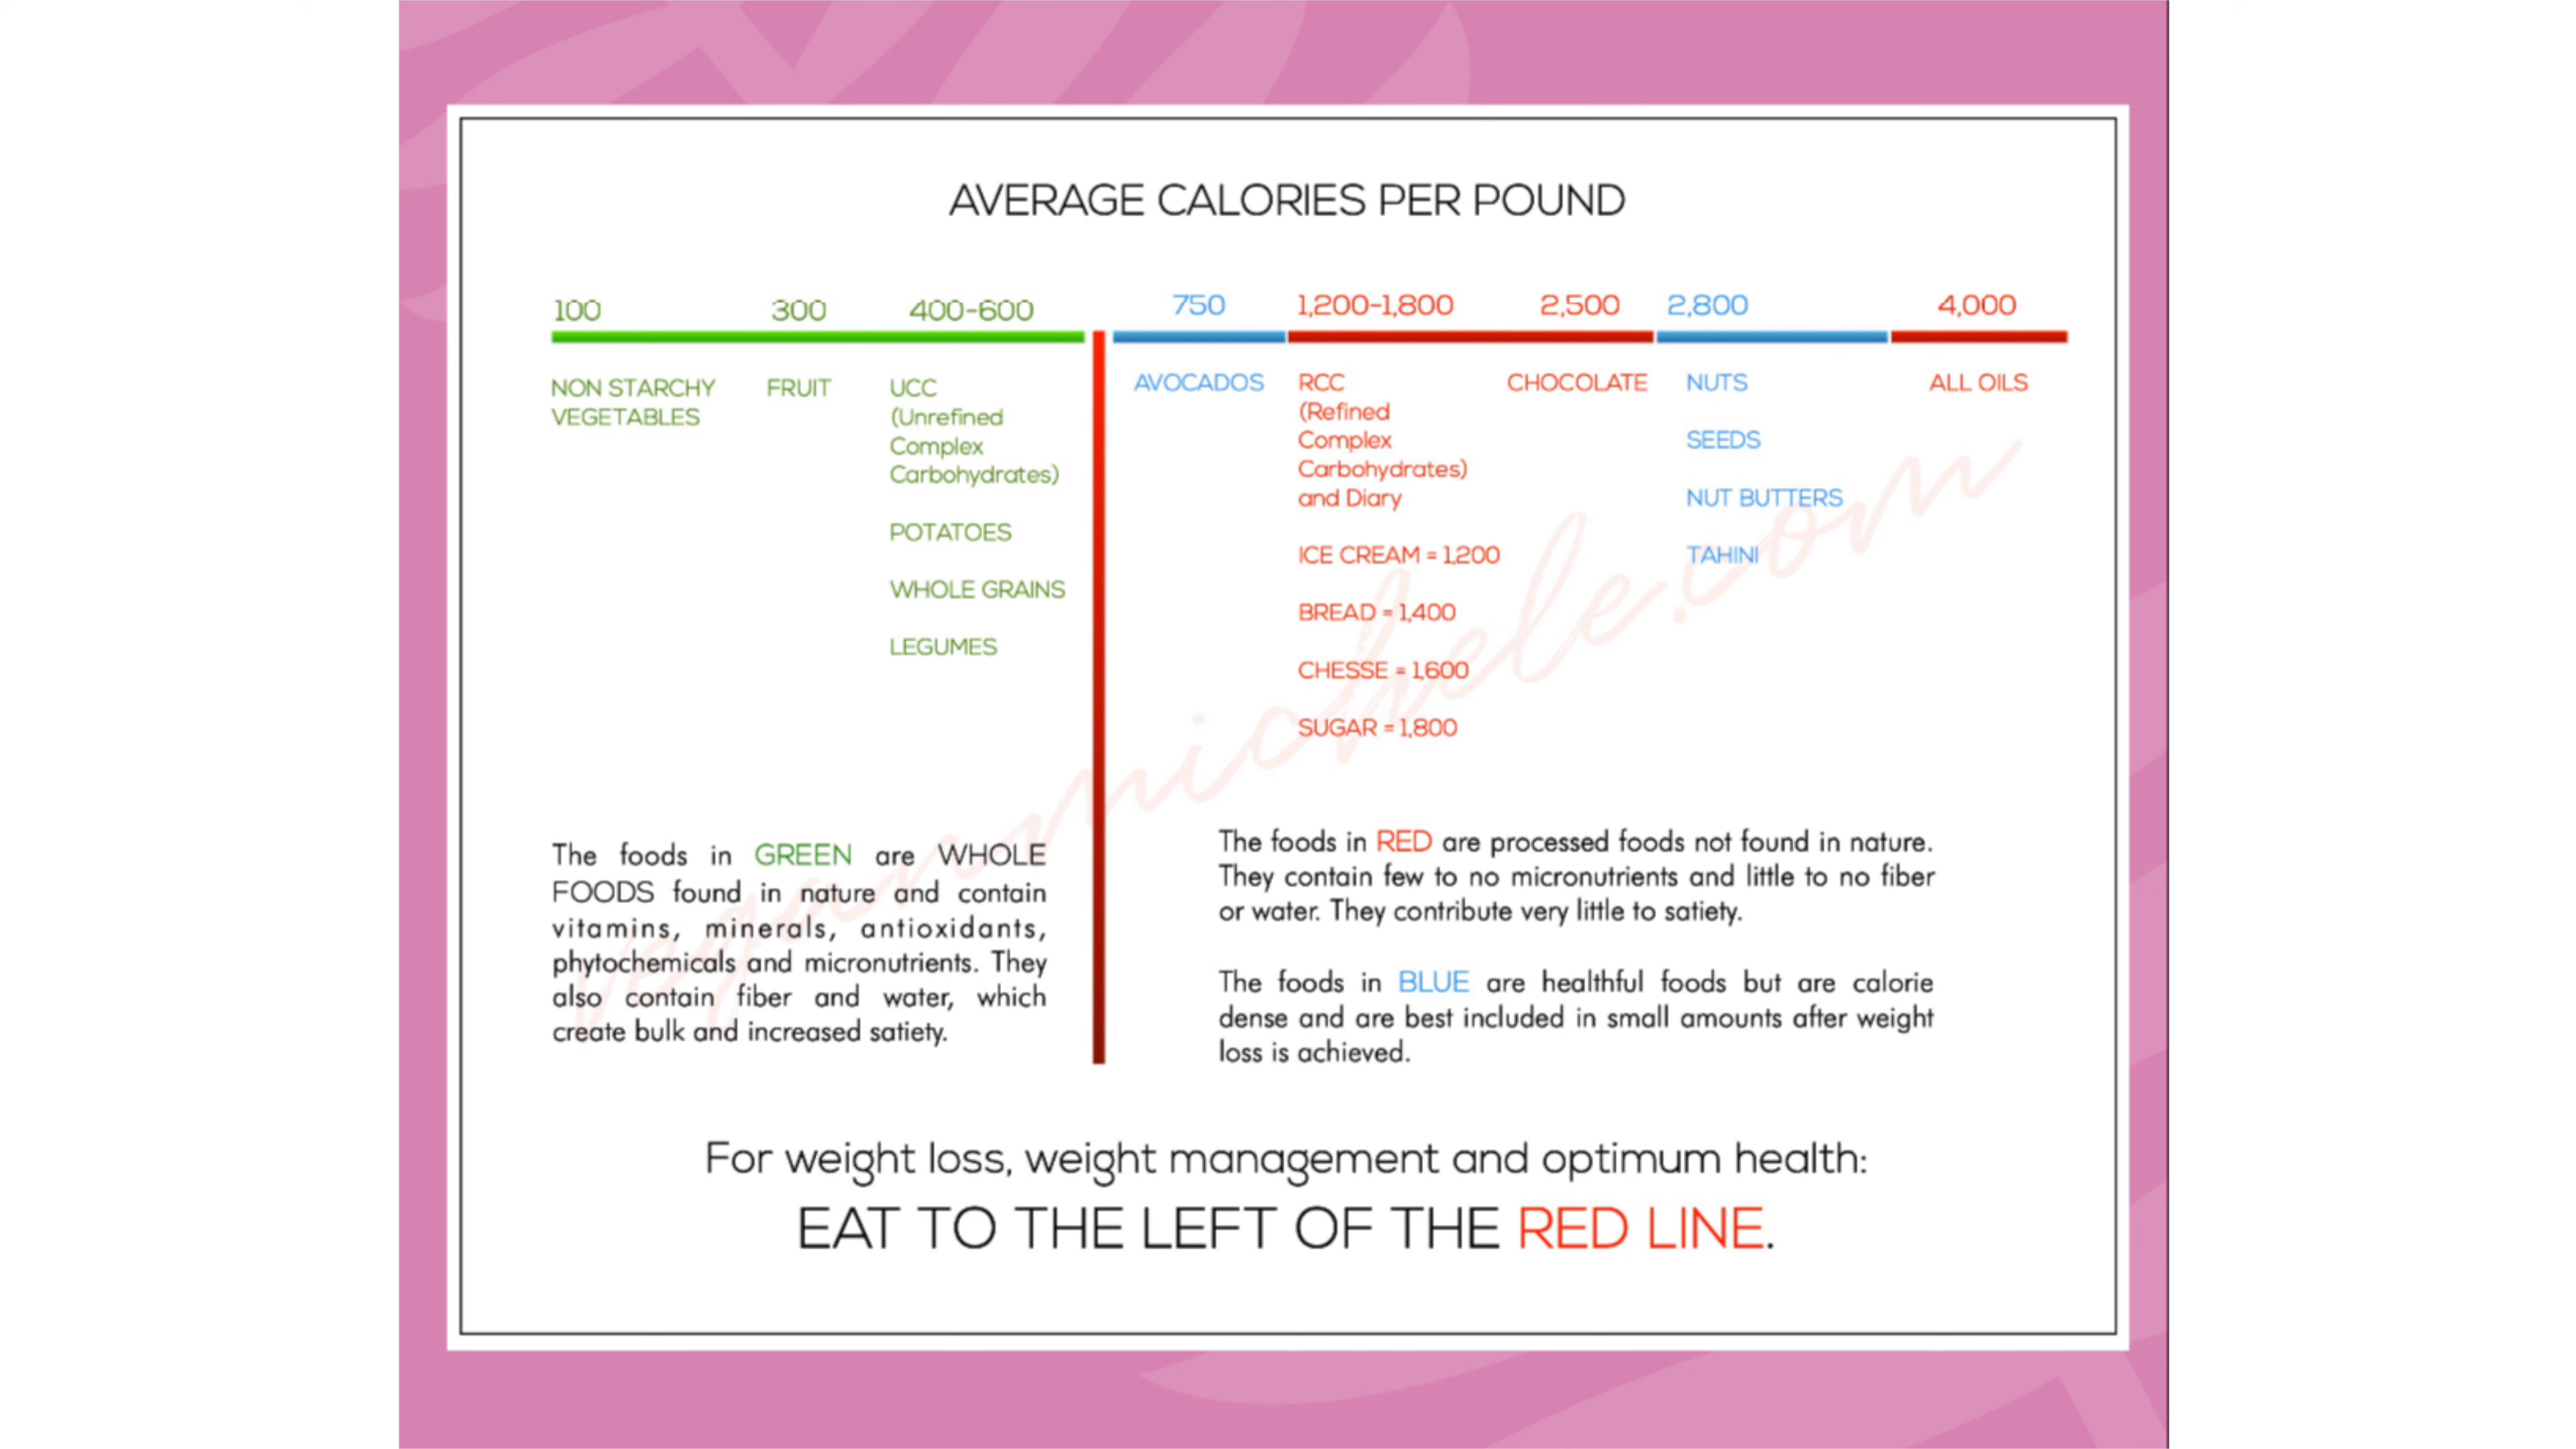 AVERAGE CALORIES PER POUND
100 300 400-600 750 1,200-1,800 2,500 2,800 4,000
NON STARCHY
VEGETABLES
FRUIT
UCC
(Unrefined
Complex
Carbohydrates)
POTATOES
WHOLE GRAINS
LEGUMES
AVOCADOS
RCC
(Refined
Complex
Carbohydrates)
and Diary
ICE CREAM = 1,200
BREAD = 1,400
CHESSE = 1,600
SUGAR = 1,800
CHOCOLATE
NUTS
SEEDS
NUT BUTTERS
TAHINI
ALL OILS
veganmichele.com
The foods in GREEN are WHOLE
FOODS found in nature and contain
vitamins, minerals, antioxidants,
phytochemicals and micronutrients. They
also contain fiber and water, which
create bulk and increased satiety.
The foods in RED are processed foods not found in nature.
They contain few to no micronutrients and little to no fiber
or water. They contribute very little to satiety.
The foods in BLUE are healthful foods but are calorie
dense and are best included in small amounts after weight
loss is achieved.
For weight loss, weight management and optimum health:
EAT TO THE LEFT OF THE RED LINE.